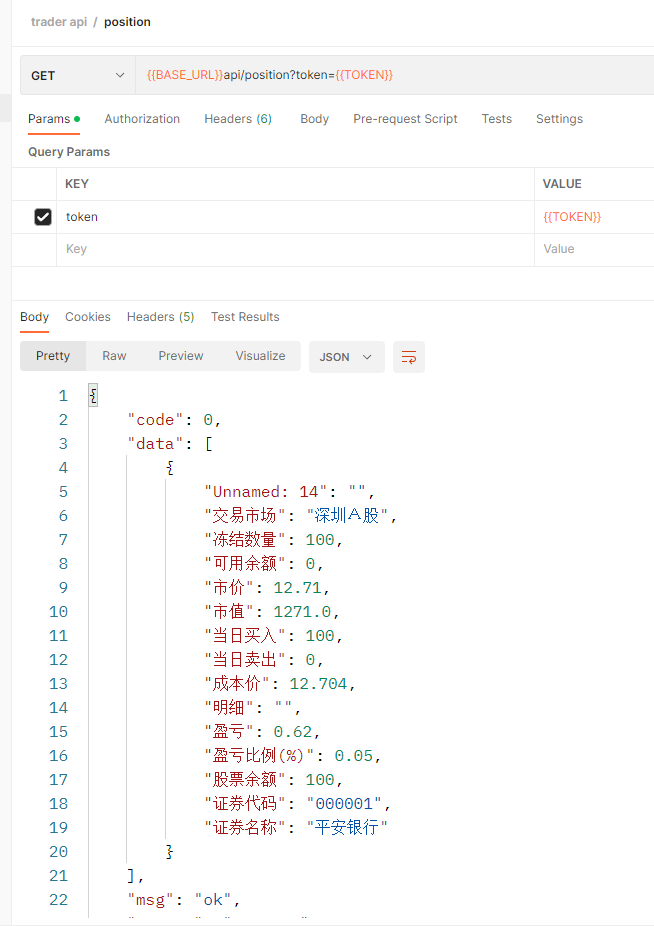 trader api / position
GET {{BASE_URL}}api/position?token={{TOKEN}}
Params Authorization Headers (6) Body Pre-request Script Tests Settings
Query Params
KEY VALUE
token {{TOKEN}}
Key Value
Body Cookies Headers (5) Test Results
Pretty Raw Preview Visualize JSON
1 {
2 "code": 0,
3 "data": [
4 {
5 "Unnamed: 14": "",
6 "交易市场": "深圳Ａ股",
7 "冻结数量": 100,
8 "可用余额": 0,
9 "市价": 12.71,
10 "市值": 1271.0,
11 "当日买入": 100,
12 "当日卖出": 0,
13 "成本价": 12.704,
14 "明细": "",
15 "盈亏": 0.62,
16 "盈亏比例(%)": 0.05,
17 "股票余额": 100,
18 "证券代码": "000001",
19 "证券名称": "平安银行"
20 }
21 ],
22 "msg": "ok",